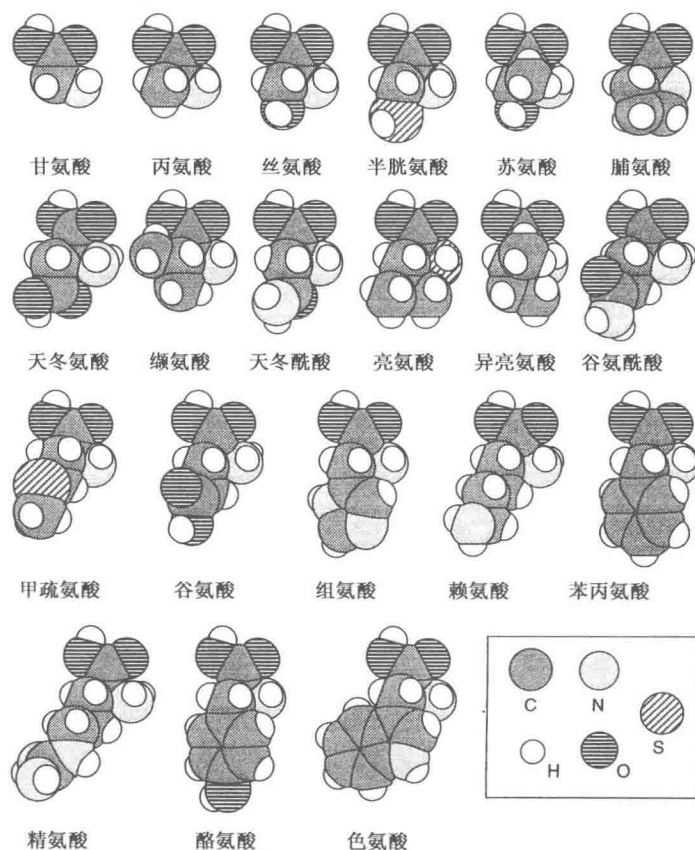 甘氨酸 丙氨酸 丝氨酸 半胱氨酸 苏氨酸 脯氨酸
天冬氨酸 缬氨酸 天冬酰酸 亮氨酸 异亮氨酸 谷氨酰酸
甲疏氨酸 谷氨酸 组氨酸 赖氨酸 苯丙氨酸
C N
S
H O
精氨酸 酪氨酸 色氨酸